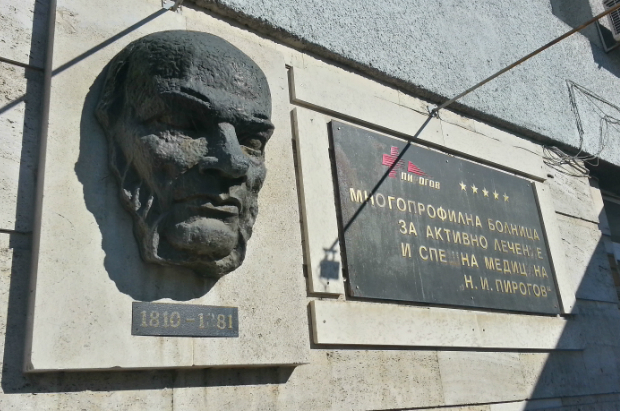 1810-1881
ПИРОГОВ
МНОГОПРОФИЛНА БОЛНИЦА
ЗА АКТИВНО ЛЕЧЕНИЕ
И СПЕШНА МЕДИЦИНА
Н. И. ПИРОГОВ"